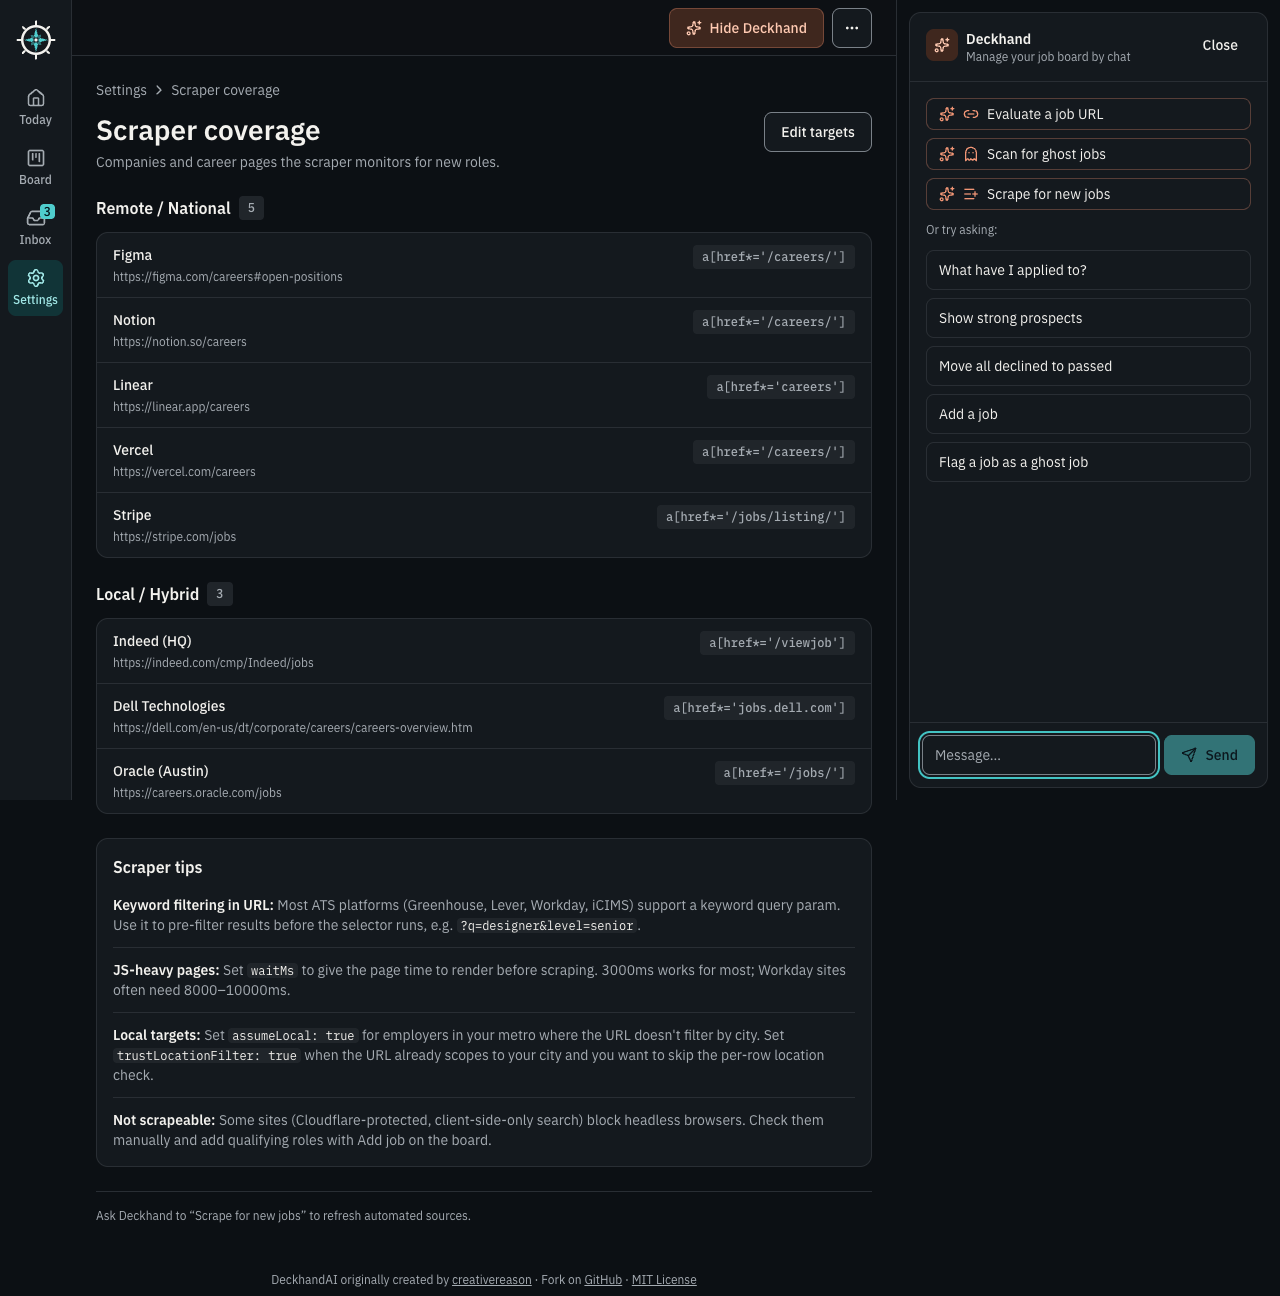 Today
Board
Inbox
3
Settings
Hide Deckhand
Settings > Scraper coverage
Scraper coverage
Edit targets
Companies and career pages the scraper monitors for new roles.
Remote / National 5
Figma
a[href*='/careers/']
https://figma.com/careers#open-positions
Notion
a[href*='/careers/']
https://notion.so/careers
Linear
a[href*='careers']
https://linear.app/careers
Vercel
a[href*='/careers/']
https://vercel.com/careers
Stripe
a[href*='/jobs/listing/']
https://stripe.com/jobs
Local / Hybrid 3
Indeed (HQ)
a[href*='/viewjob']
https://indeed.com/cmp/Indeed/jobs
Dell Technologies
a[href*='jobs.dell.com']
https://dell.com/en-us/dt/corporate/careers/careers-overview.htm
Oracle (Austin)
a[href*='/jobs/']
https://careers.oracle.com/jobs
Scraper tips
Keyword filtering in URL: Most ATS platforms (Greenhouse, Lever, Workday, iCIMS) support a keyword query param.
Use it to pre-filter results before the selector runs, e.g. ?q=designer&level=senior.
JS-heavy pages: Set waitMs to give the page time to render before scraping. 3000ms works for most; Workday sites
often need 8000–10000ms.
Local targets: Set assumeLocal: true for employers in your metro where the URL doesn't filter by city. Set
trustLocationFilter: true when the URL already scopes to your city and you want to skip the per-row location
check.
Not scrapeable: Some sites (Cloudflare-protected, client-side-only search) block headless browsers. Check them
manually and add qualifying roles with Add job on the board.
Ask Deckhand to “Scrape for new jobs” to refresh automated sources.
DeckhandAI originally created by creativereason · Fork on GitHub · MIT License
Deckhand
Manage your job board by chat
Close
Evaluate a job URL
Scan for ghost jobs
Scrape for new jobs
Or try asking:
What have I applied to?
Show strong prospects
Move all declined to passed
Add a job
Flag a job as a ghost job
Message...
Send